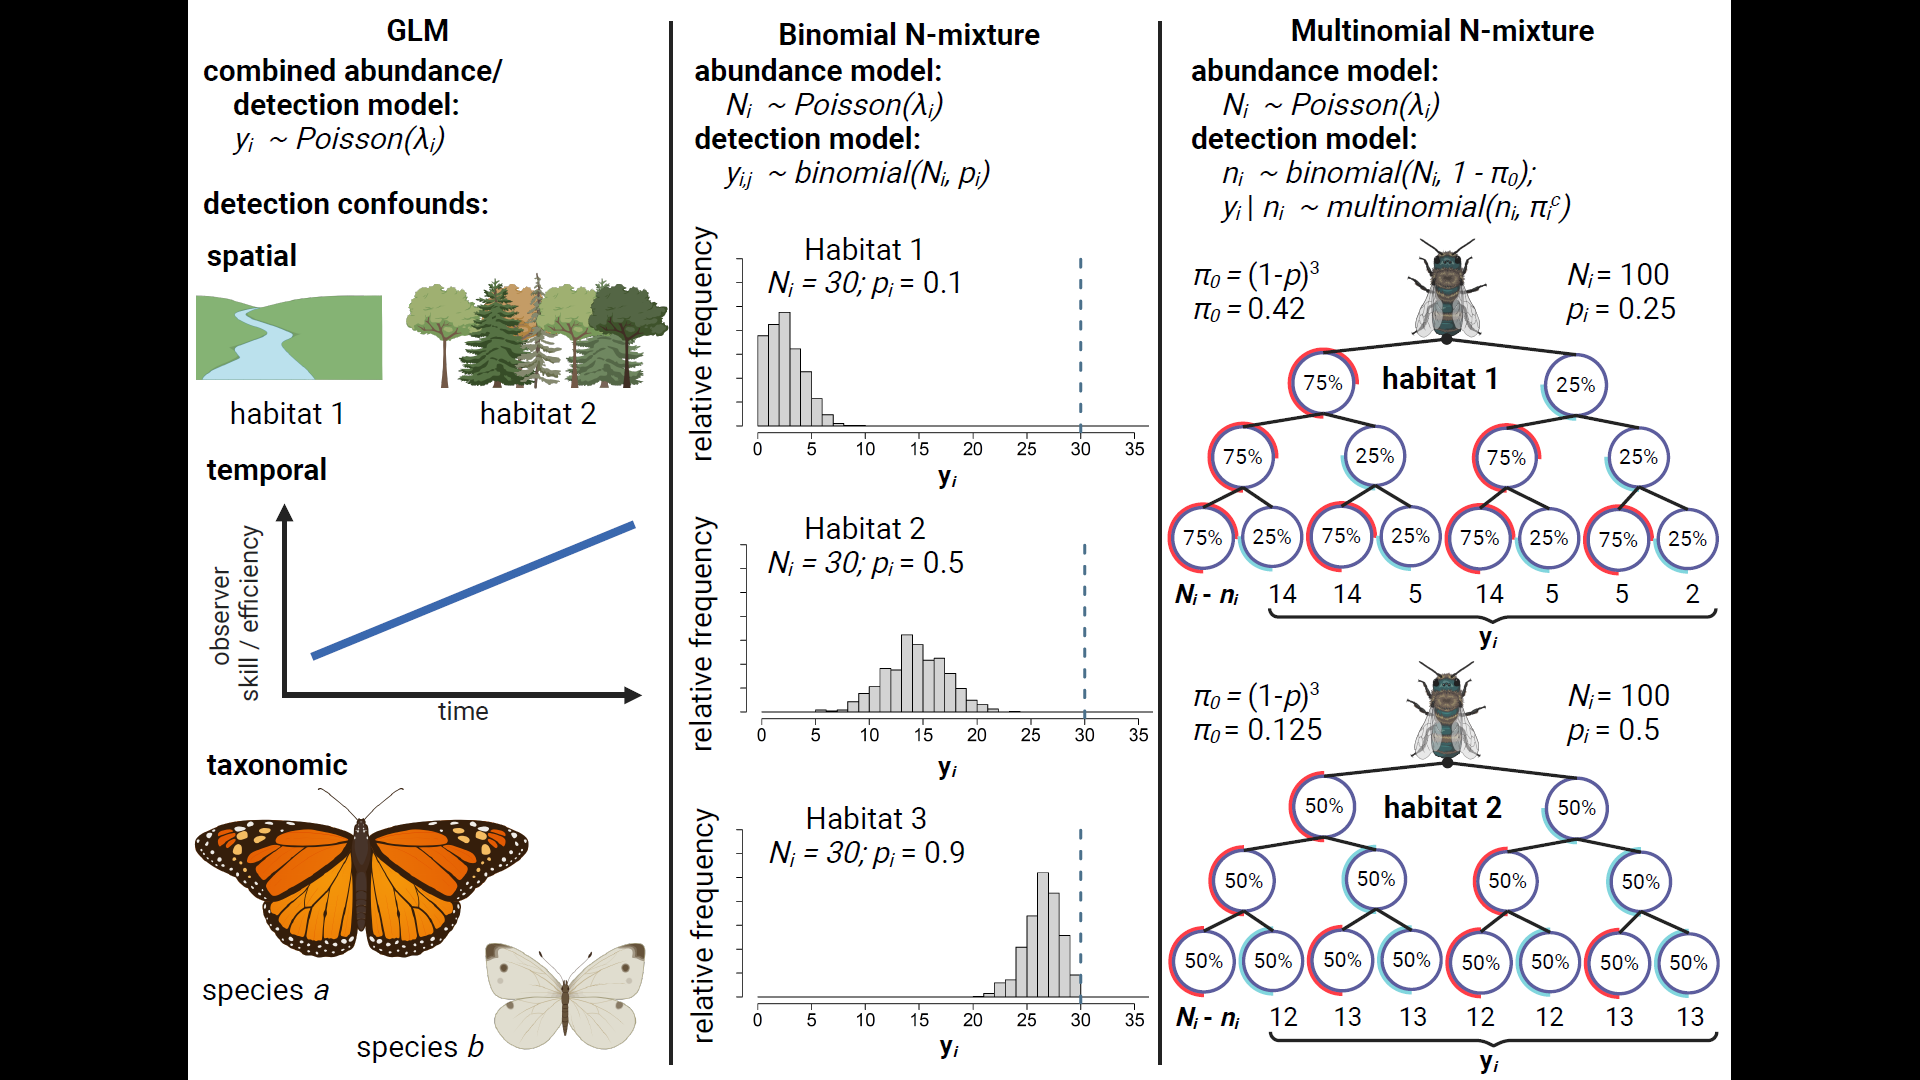 GLM
combined abundance/
detection model:
yᵢ ~ Poisson(λᵢ)
detection confounds:
spatial
habitat 1
habitat 2
temporal
observer
skill / efficiency
time
taxonomic
species a
species b
Binomial N-mixture
abundance model:
Nᵢ ~ Poisson(λᵢ)
detection model:
yᵢ,ⱼ ~ binomial(Nᵢ, pᵢ)
Habitat 1
Nᵢ = 30; pᵢ = 0.1
relative frequency
0 5 10 15 20 25 30 35
yᵢ
Habitat 2
Nᵢ = 30; pᵢ = 0.5
relative frequency
0 5 10 15 20 25 30 35
yᵢ
Habitat 3
Nᵢ = 30; pᵢ = 0.9
relative frequency
0 5 10 15 20 25 30 35
yᵢ
Multinomial N-mixture
abundance model:
Nᵢ ~ Poisson(λᵢ)
detection model:
nᵢ ~ binomial(Nᵢ, 1 - π₀);
yᵢ | nᵢ ~ multinomial(nᵢ, πᵢᶜ)
π₀ = (1-p)³
π₀ = 0.42
Nᵢ = 100
pᵢ = 0.25
habitat 1
75% 25%
75% 25% 75% 25%
75% 25% 75% 25% 75% 25% 75% 25%
Nᵢ - nᵢ 14 14 5 14 5 5 2
yᵢ
π₀ = (1-p)³
π₀ = 0.125
Nᵢ = 100
pᵢ = 0.5
habitat 2
50% 50%
50% 50% 50% 50%
50% 50% 50% 50% 50% 50% 50% 50%
Nᵢ - nᵢ 12 13 13 12 12 13 13
yᵢ